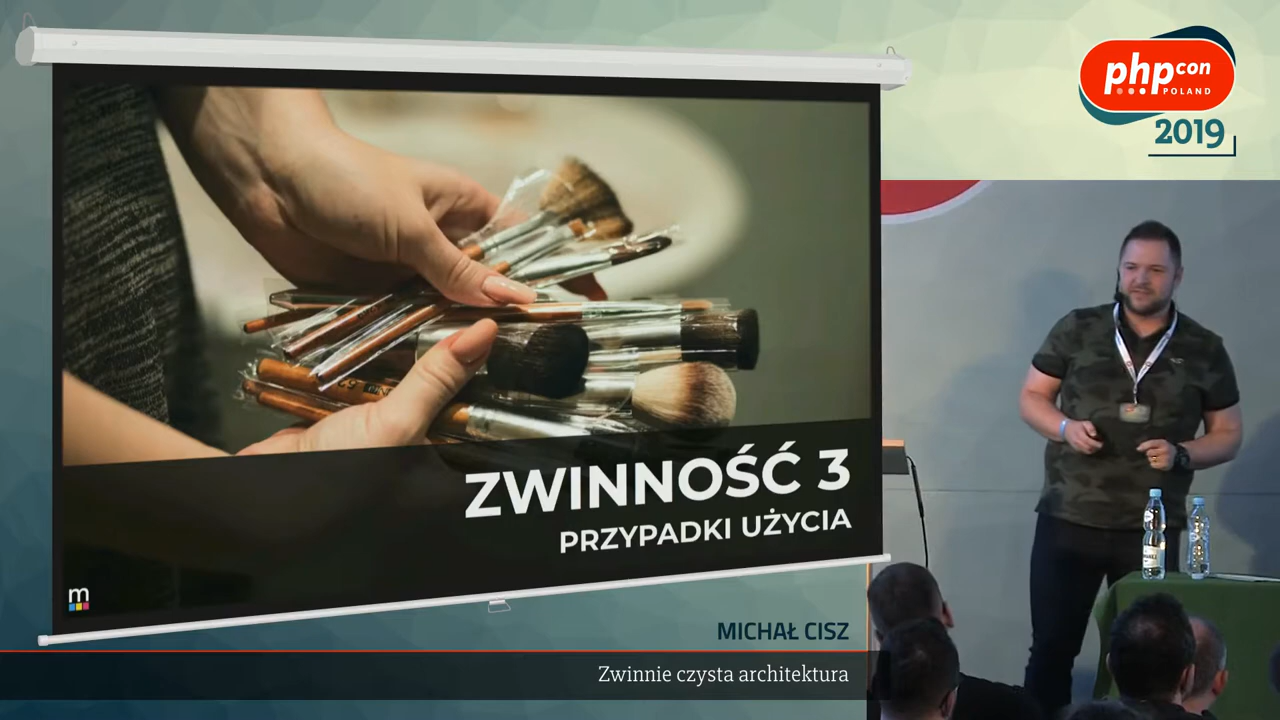 php con
POLAND
2019
ZWINNOŚĆ 3
PRZYPADKI UŻYCIA
m
MICHAŁ CISZ
Zwinnie czysta architektura